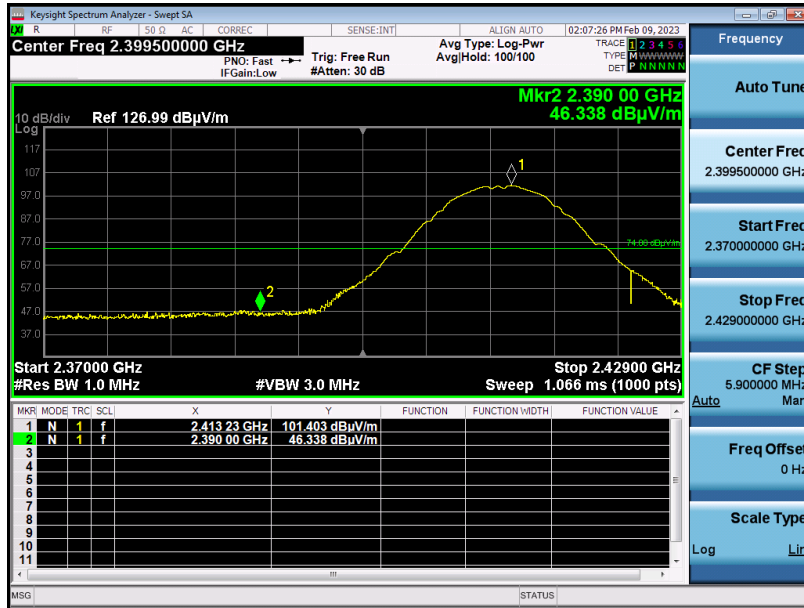 Keysight Spectrum Analyzer - Swept SA
LXI R RF 50 Ω AC CORREC SENSE:INT ALIGN AUTO 02:07:26 PM Feb 09, 2023
Center Freq 2.399500000 GHz
PNO: Fast
IFGain:Low
Trig: Free Run
#Atten: 30 dB
Avg Type: Log-Pwr
Avg|Hold: 100/100
TRACE 1 2 3 4 5 6
TYPE M W W W W W
DET P N N N N N
Mkr2 2.390 00 GHz
46.338 dBµV/m
10 dB/div Ref 126.99 dBµV/m
Log
117
107
97.0
87.0
77.0
67.0
57.0
47.0
37.0
1
74.00 dBµV/m
2
Start 2.37000 GHz Stop 2.42900 GHz
#Res BW 1.0 MHz #VBW 3.0 MHz Sweep 1.066 ms (1000 pts)
MKR MODE TRC SCL X Y FUNCTION FUNCTION WIDTH FUNCTION VALUE
1 N 1 f 2.413 23 GHz 101.403 dBµV/m
2 N 1 f 2.390 00 GHz 46.338 dBµV/m
3
4
5
6
7
8
9
10
11
MSG STATUS
Frequency
Auto Tune
Center Freq
2.399500000 GHz
Start Freq
2.370000000 GHz
Stop Freq
2.429000000 GHz
CF Step
5.900000 MHz
Auto Man
Freq Offset
0 Hz
Scale Type
Log Lin